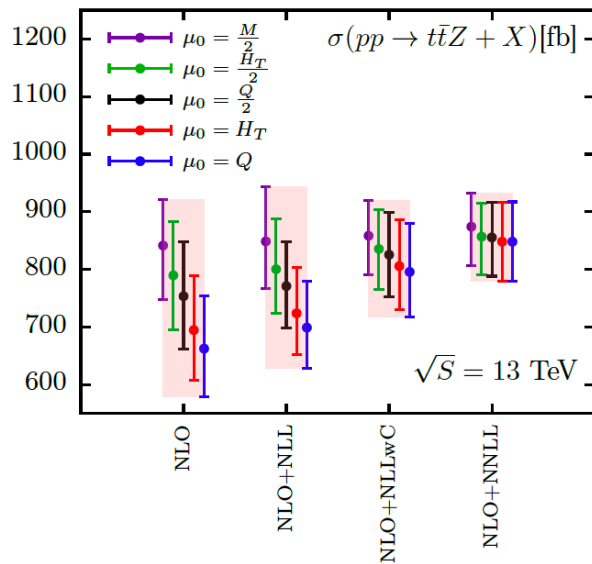 σ(pp → tt̄Z + X)[fb]
μ₀ = M/2
μ₀ = H_T/2
μ₀ = Q/2
μ₀ = H_T
μ₀ = Q
1200
1100
1000
900
800
700
600
√S = 13 TeV
NLO
NLO+NLL
NLO+NLLwC
NLO+NNLL